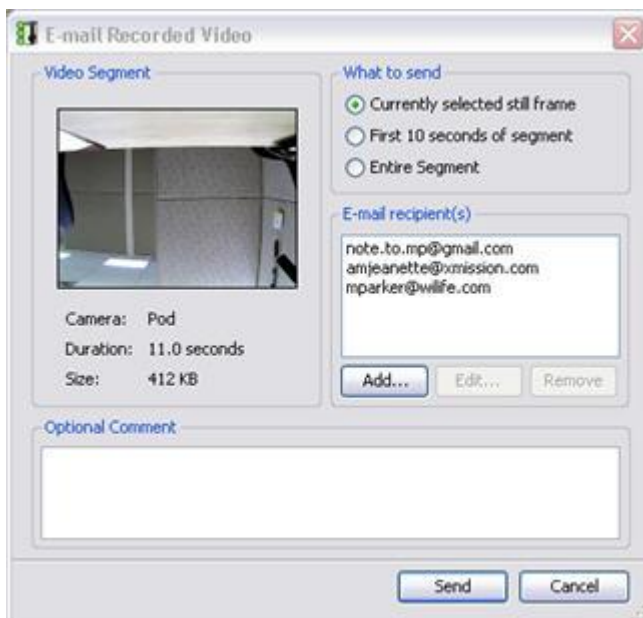 E-mail Recorded Video
Video Segment
Camera: Pod
Duration: 11.0 seconds
Size: 412 KB
What to send
Currently selected still frame
First 10 seconds of segment
Entire Segment
E-mail recipient(s)
note.to.mp@gmail.com
amjeanette@xmission.com
mparker@wilife.com
Add... Edit... Remove
Optional Comment
Send Cancel